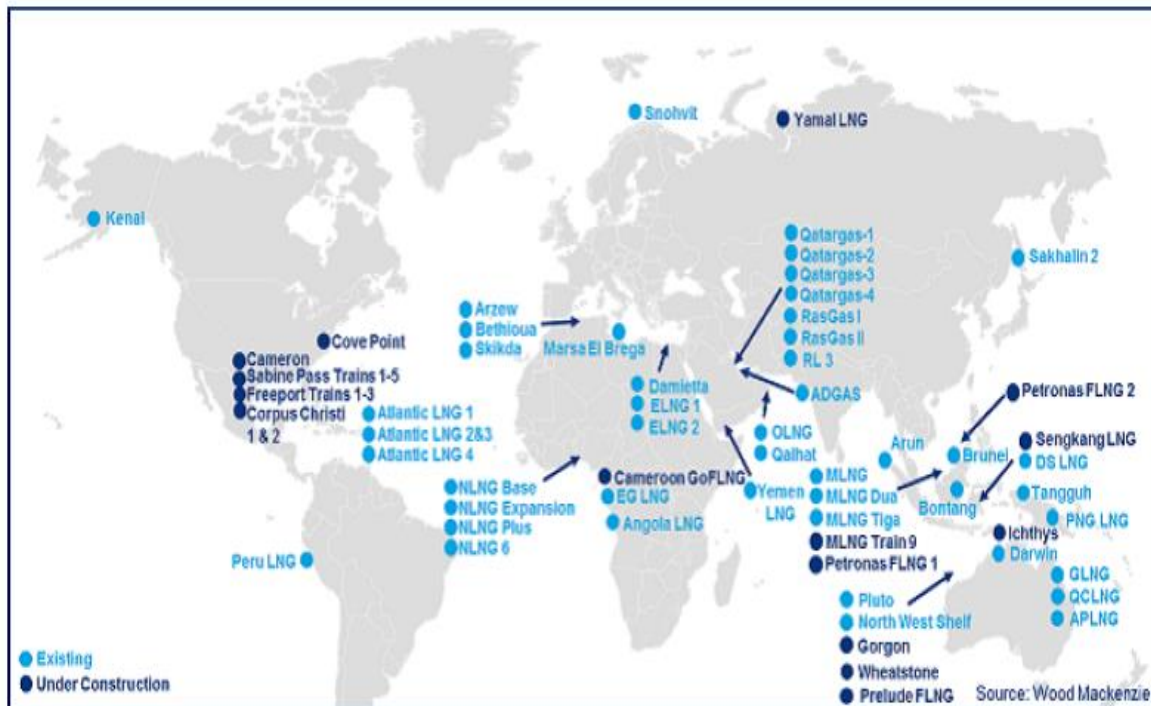 Snohvit
Yamal LNG
Kenai
Qatargas-1
Qatargas-2
Qatargas-3
Qatargas-4
RasGas I
RasGas II
RL 3
Sakhalin 2
Arzew
Bethioua
Skikda
Marsa El Brega
Cove Point
Cameron
Sabine Pass Trains 1-5
Freeport Trains 1-3
Corpus Christi
1 & 2
Atlantic LNG 1
Atlantic LNG 2&3
Atlantic LNG 4
Damietta
ELNG 1
ELNG 2
ADGAS
OLNG
Qalhat
Petronas FLNG 2
Arun
Brunei
Sengkang LNG
DS LNG
Cameroon GoFLNG
EG LNG
Angola LNG
NLNG Base
NLNG Expansion
NLNG Plus
NLNG 6
Yemen
LNG
MLNG
MLNG Dua
MLNG Tiga
MLNG Train 9
Petronas FLNG 1
Bontang
Tangguh
PNG LNG
Ichthys
Darwin
Peru LNG
GLNG
QCLNG
APLNG
Pluto
North West Shelf
Gorgon
Wheatstone
Prelude FLNG
Existing
Under Construction
Source: Wood Mackenzie